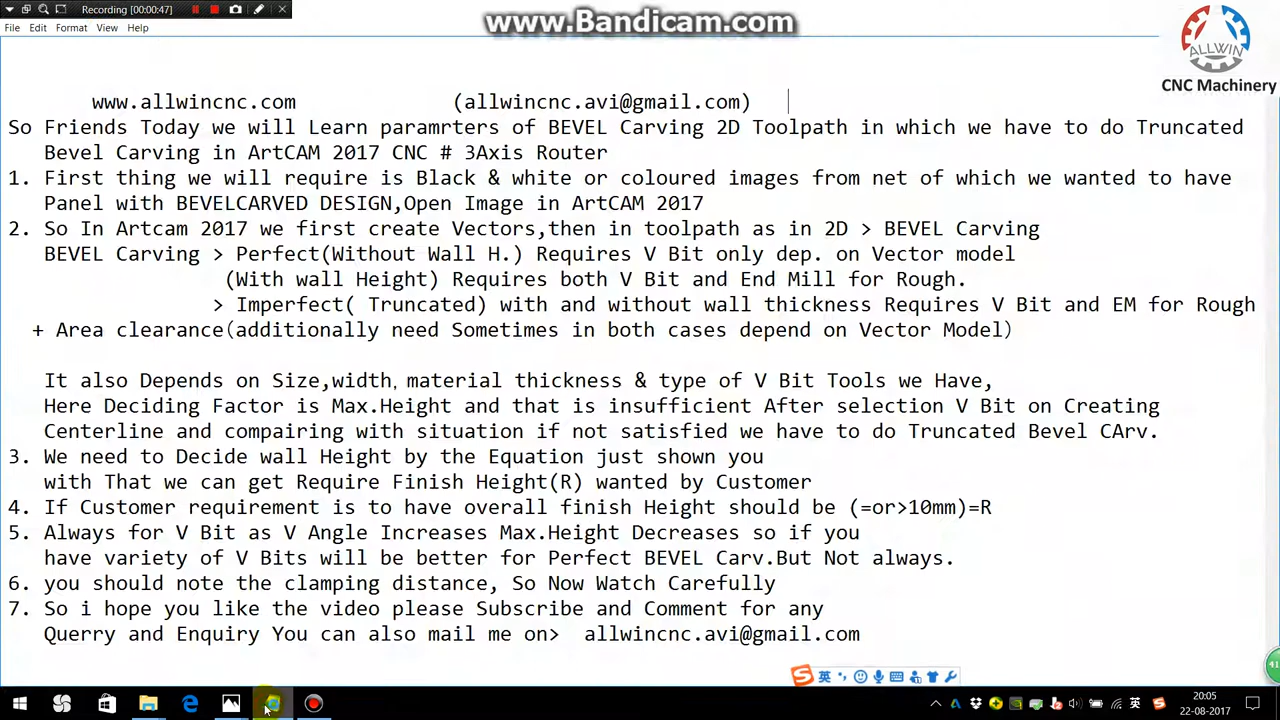 Recording [00:00:47]
www.Bandicam.com
File Edit Format View Help
ALLWIN
CNC Machinery
www.allwincnc.com (allwincnc.avi@gmail.com)
So Friends Today we will Learn paramrters of BEVEL Carving 2D Toolpath in which we have to do Truncated
Bevel Carving in ArtCAM 2017 CNC # 3Axis Router
1. First thing we will require is Black & white or coloured images from net of which we wanted to have
Panel with BEVELCARVED DESIGN,Open Image in ArtCAM 2017
2. So In Artcam 2017 we first create Vectors,then in toolpath as in 2D > BEVEL Carving
BEVEL Carving > Perfect(Without Wall H.) Requires V Bit only dep. on Vector model
(With wall Height) Requires both V Bit and End Mill for Rough.
> Imperfect( Truncated) with and without wall thickness Requires V Bit and EM for Rough
+ Area clearance(additionally need Sometimes in both cases depend on Vector Model)
It also Depends on Size,width, material thickness & type of V Bit Tools we Have,
Here Deciding Factor is Max.Height and that is insufficient After selection V Bit on Creating
Centerline and compairing with situation if not satisfied we have to do Truncated Bevel CArv.
3. We need to Decide wall Height by the Equation just shown you
with That we can get Require Finish Height(R) wanted by Customer
4. If Customer requirement is to have overall finish Height should be (=or>10mm)=R
5. Always for V Bit as V Angle Increases Max.Height Decreases so if you
have variety of V Bits will be better for Perfect BEVEL Carv.But Not always.
6. you should note the clamping distance, So Now Watch Carefully
7. So i hope you like the video please Subscribe and Comment for any
Querry and Enquiry You can also mail me on> allwincnc.avi@gmail.com
41
英
英
20:05
22-08-2017